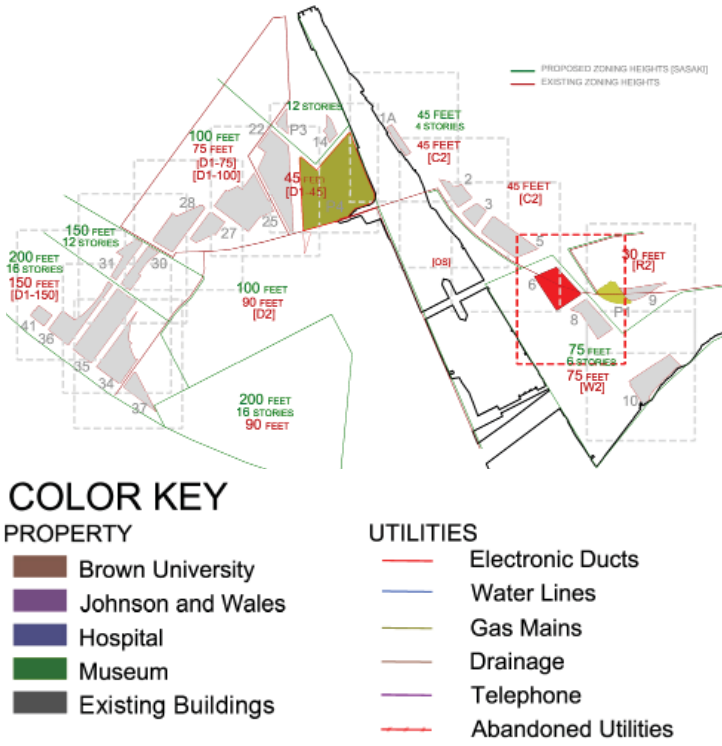 PROPOSED ZONING HEIGHTS [SASAKI]
EXISTING ZONING HEIGHTS
12 STORIES
22
P3
14
100 FEET
75 FEET
[D1-75]
[D1-100]
45 FEET
[D1-45]
P4
1A
45 FEET
4 STORIES
45 FEET
[C2]
2
3
45 FEET
[C2]
5
28
25
27
150 FEET
12 STORIES
31
30
200 FEET
16 STORIES
150 FEET
[D1-150]
41
36
35
34
37
100 FEET
90 FEET
[D2]
200 FEET
16 STORIES
90 FEET
[08]
6
30 FEET
[R2]
9
P1
8
75 FEET
6 STORIES
75 FEET
[W2]
10
COLOR KEY
PROPERTY
Brown University
Johnson and Wales
Hospital
Museum
Existing Buildings
UTILITIES
Electronic Ducts
Water Lines
Gas Mains
Drainage
Telephone
Abandoned Utilities